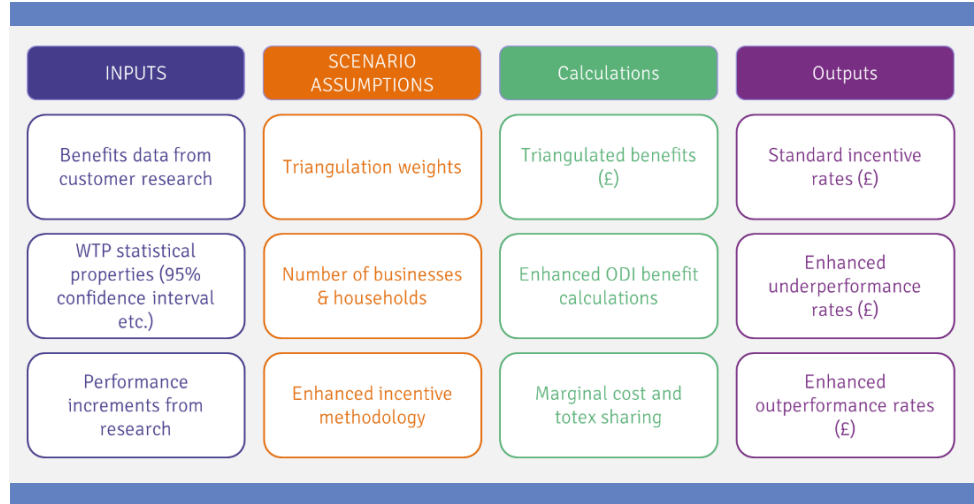 INPUTS
SCENARIO
ASSUMPTIONS
Calculations
Outputs
Benefits data from
customer research
Triangulation weights
Triangulated benefits
(£)
Standard incentive
rates (£)
WTP statistical
properties (95%
confidence interval
etc.)
Number of businesses
& households
Enhanced ODI benefit
calculations
Enhanced
underperformance
rates (£)
Performance
increments from
research
Enhanced incentive
methodology
Marginal cost and
totex sharing
Enhanced
outperformance rates
(£)